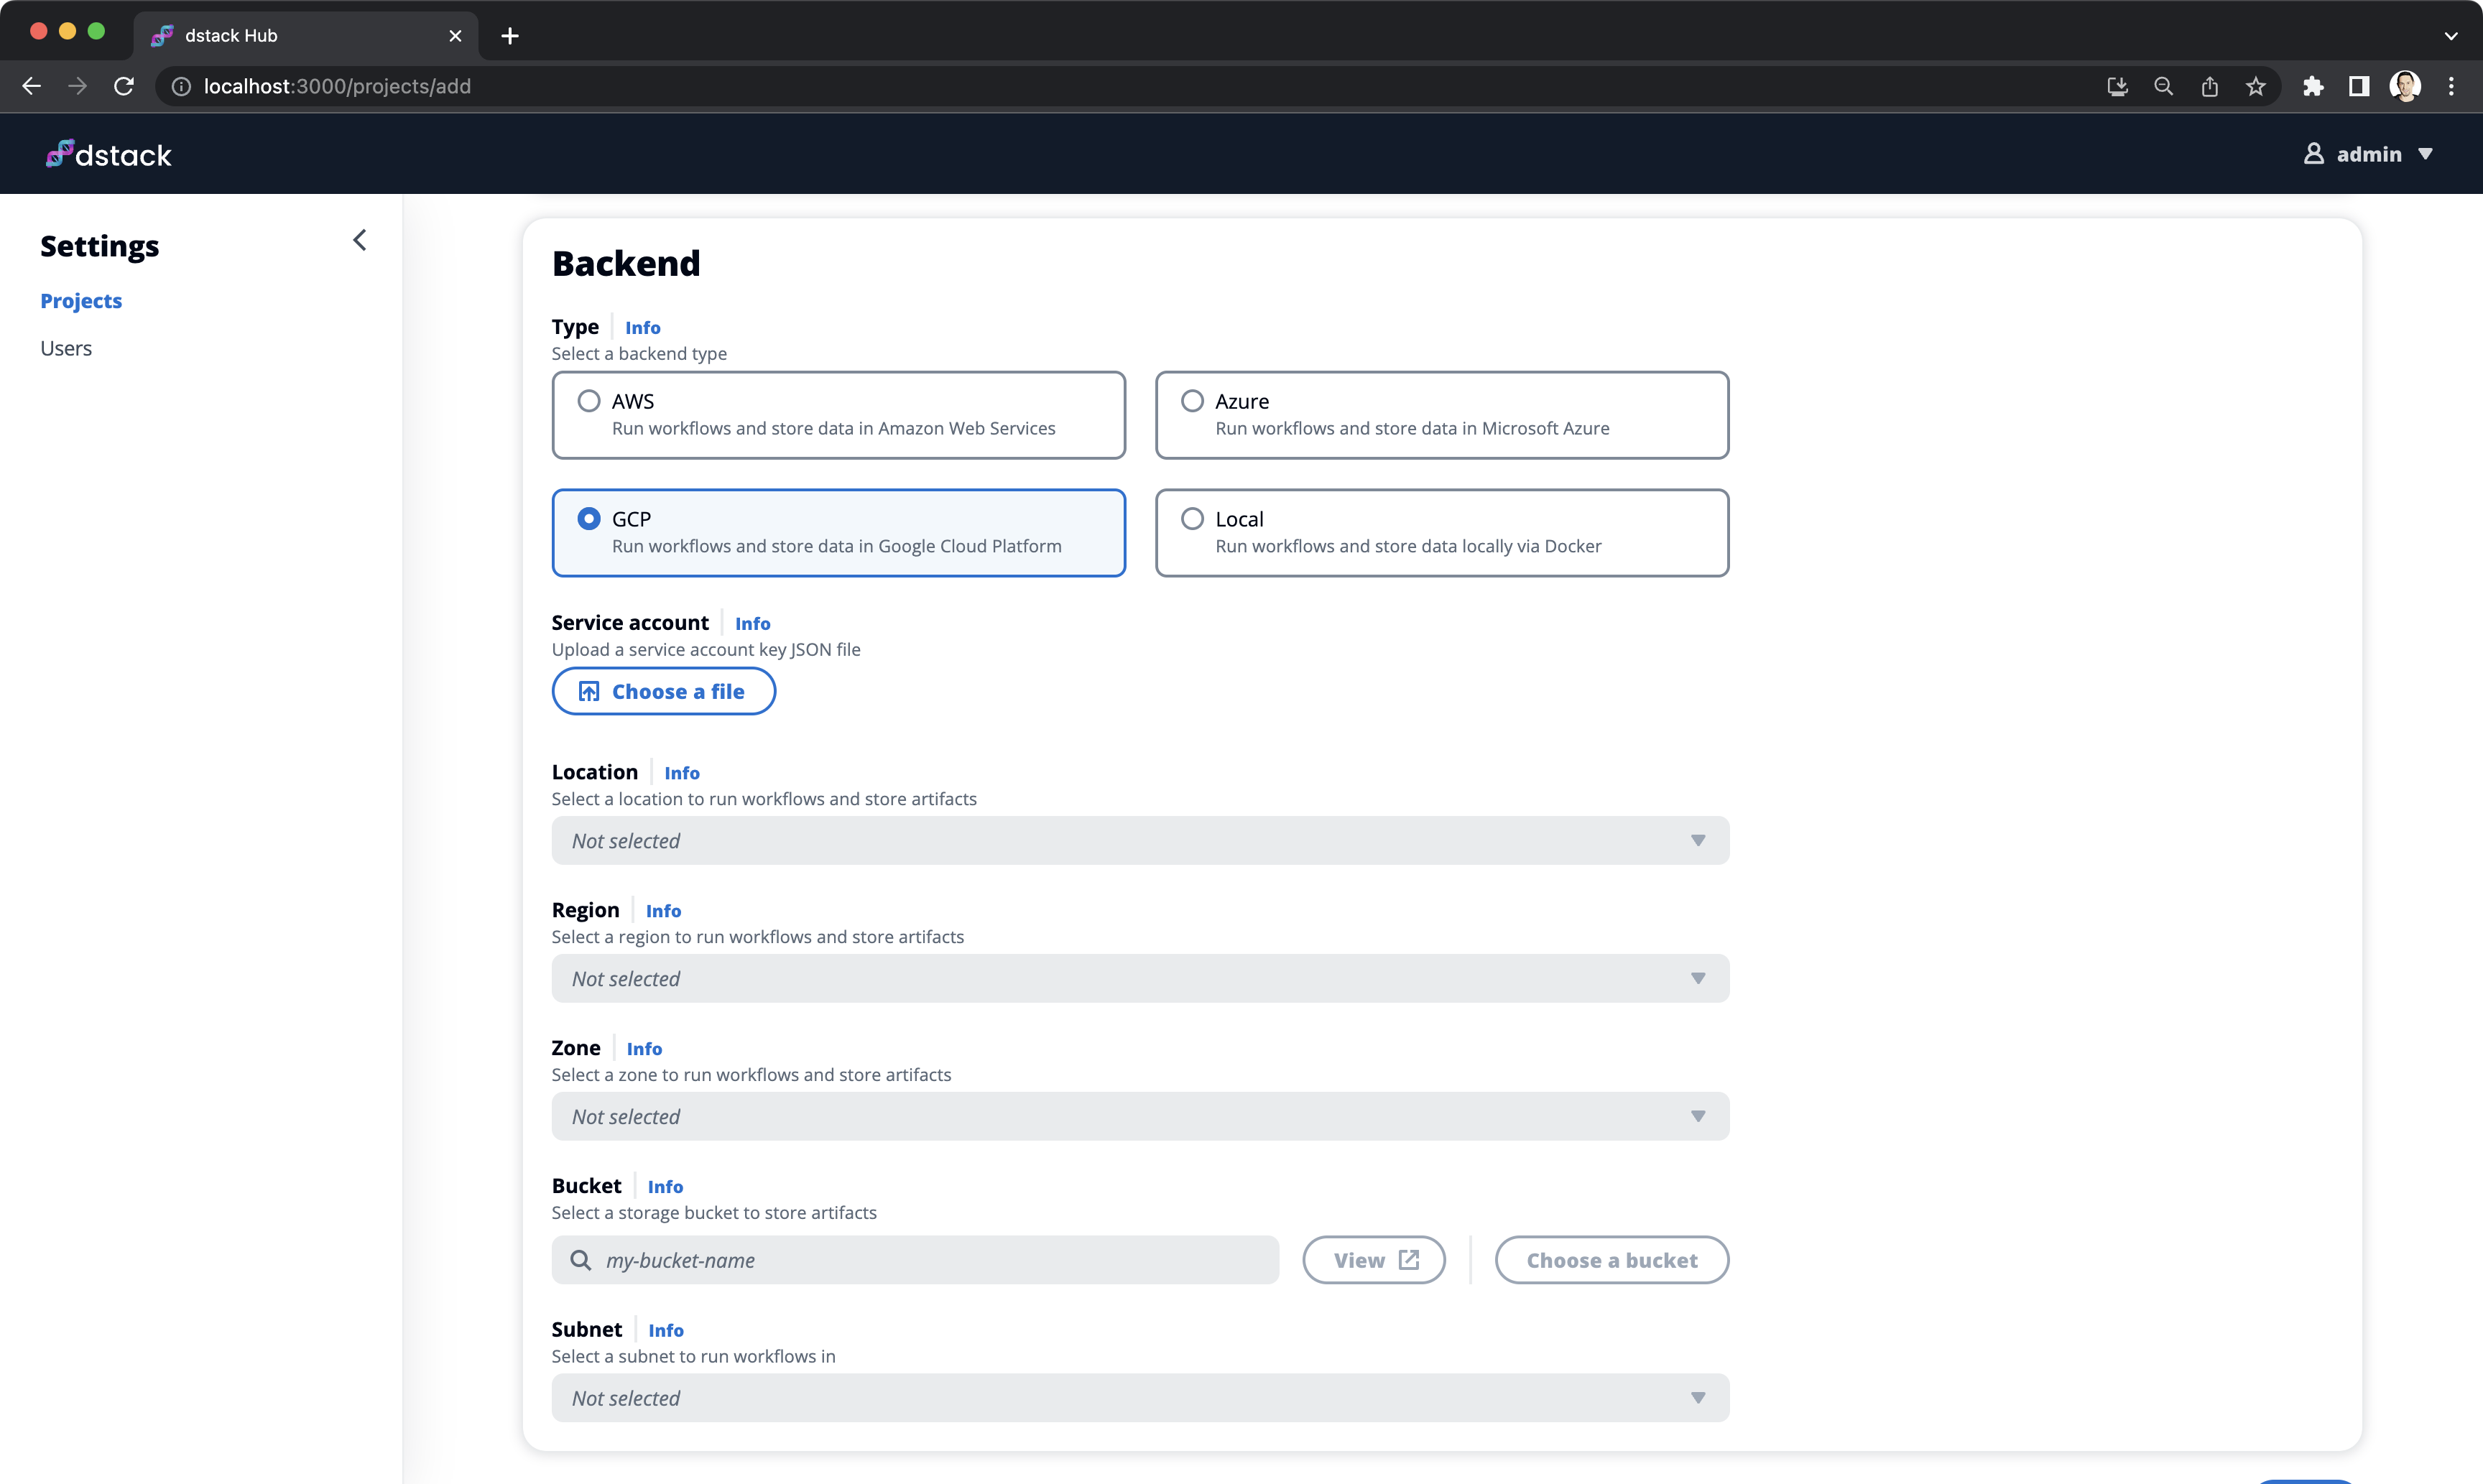 dstack Hub
localhost:3000/projects/add
dstack
admin
Settings
Projects
Users
Backend
Type Info
Select a backend type
AWS
Run workflows and store data in Amazon Web Services
Azure
Run workflows and store data in Microsoft Azure
GCP
Run workflows and store data in Google Cloud Platform
Local
Run workflows and store data locally via Docker
Service account Info
Upload a service account key JSON file
Choose a file
Location Info
Select a location to run workflows and store artifacts
Not selected
Region Info
Select a region to run workflows and store artifacts
Not selected
Zone Info
Select a zone to run workflows and store artifacts
Not selected
Bucket Info
Select a storage bucket to store artifacts
my-bucket-name View Choose a bucket
Subnet Info
Select a subnet to run workflows in
Not selected